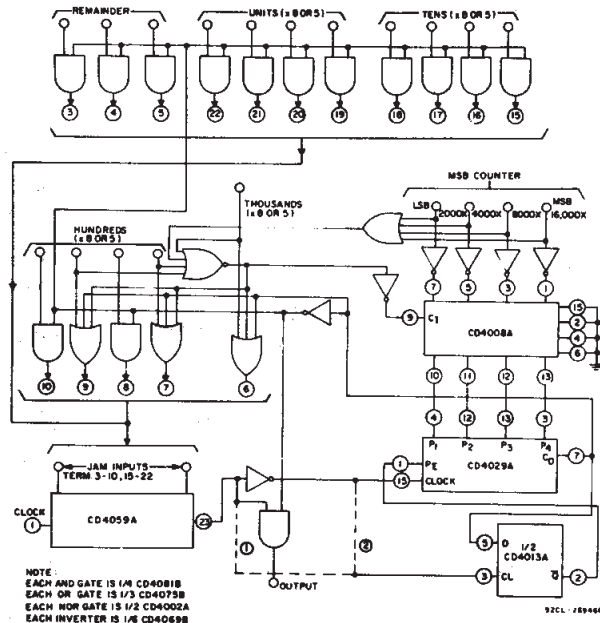 REMAINDER
UNITS (x 8 OR 5)
TENS (x 8 OR 5)
3
4
5
22
21
20
19
18
17
16
15
MSB COUNTER
THOUSANDS
(x 8 OR 5)
LSB
2000X
4000X
8000X
MSB
16,000X
HUNDREDS
(x 8 OR 5)
7
5
3
1
9
CI
CD4008A
15
2
4
6
10
9
8
7
6
10
11
12
13
4
12
13
3
P1
P2
P3
P4
CO
7
1
PE
CD4029A
15
CLOCK
JAM INPUTS
TERM. 3-10, 15-22
CLOCK
1
CD4059A
23
1
2
OUTPUT
5
D
1/2
CD4013A
3
CL
Q
2
NOTE:
EACH AND GATE IS 1/4 CD4081B
EACH OR GATE IS 1/3 CD4075B
EACH NOR GATE IS 1/2 CD4002A
EACH INVERTER IS 1/6 CD4069B